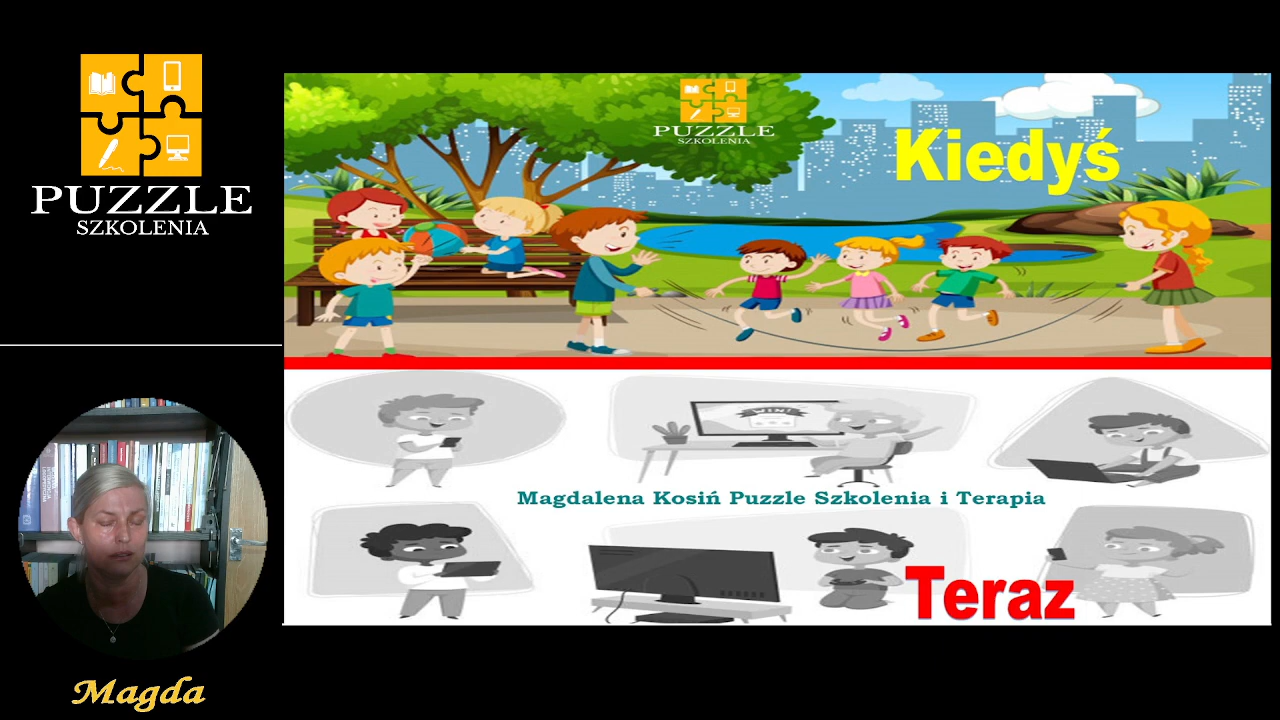 PUZZLE
SZKOLENIA
PUZZLE
SZKOLENIA
Kiedyś
WIN!
Magdalena Kosiń Puzzle Szkolenia i Terapia
Teraz
Magda